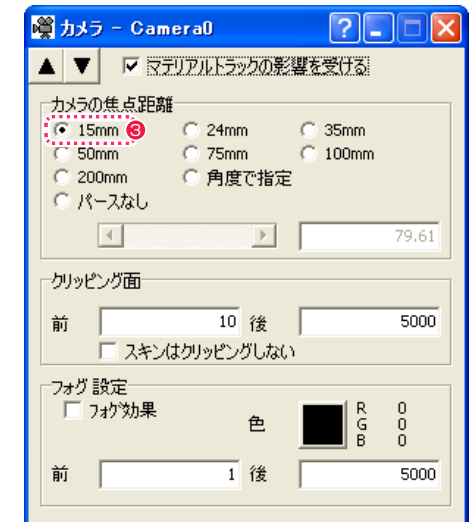 カメラ - Camera0
マテリアルトラックの影響を受ける
カメラの焦点距離
15mm ③ 24mm 35mm
50mm 75mm 100mm
200mm 角度で指定
パースなし
79.61
クリッピング面
前 10 後 5000
スキンはクリッピングしない
フォグ 設定
フォグ効果
色 R 0
G 0
B 0
前 1 後 5000